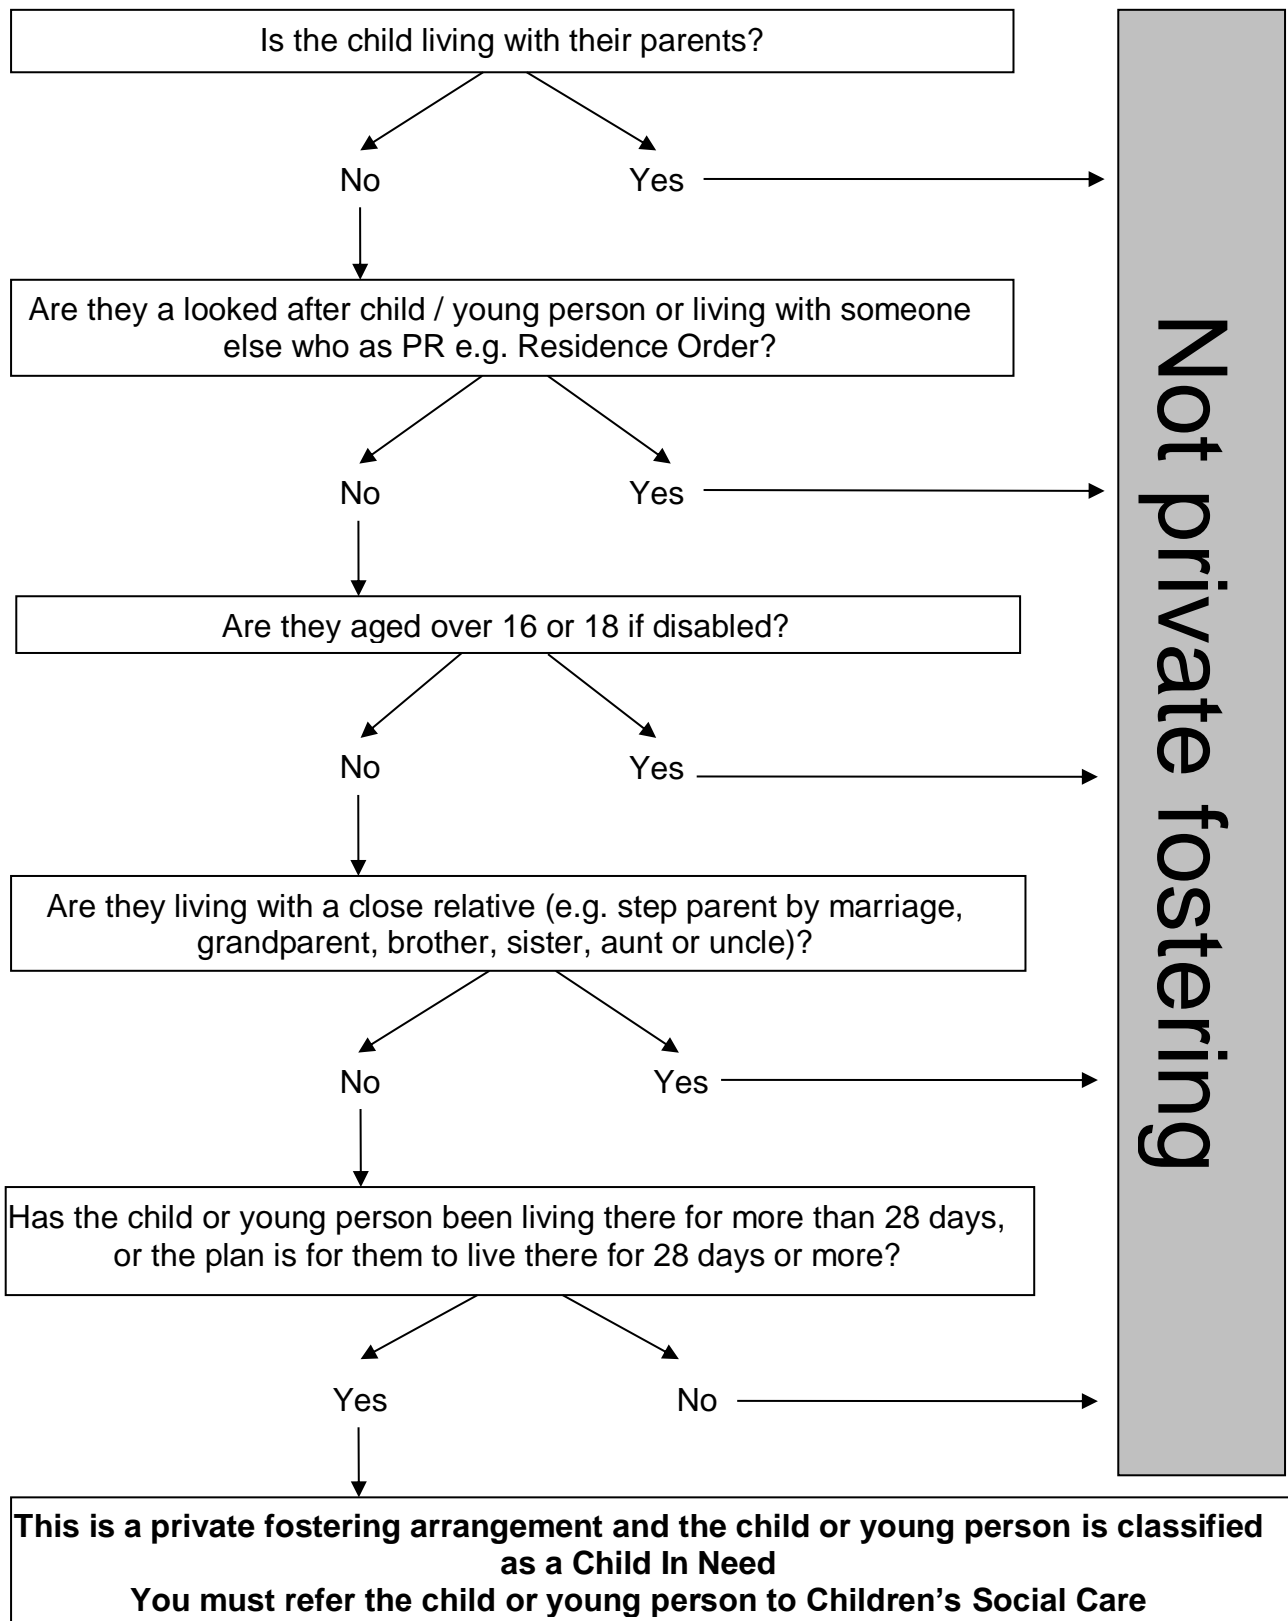 Is the child living with their parents?
No
Yes
Are they a looked after child / young person or living with someone
else who as PR e.g. Residence Order?
No
Yes
Are they aged over 16 or 18 if disabled?
No
Yes
Are they living with a close relative (e.g. step parent by marriage,
grandparent, brother, sister, aunt or uncle)?
No
Yes
Has the child or young person been living there for more than 28 days,
or the plan is for them to live there for 28 days or more?
Yes
No
This is a private fostering arrangement and the child or young person is classified
as a Child In Need
You must refer the child or young person to Children's Social Care
Not private fostering